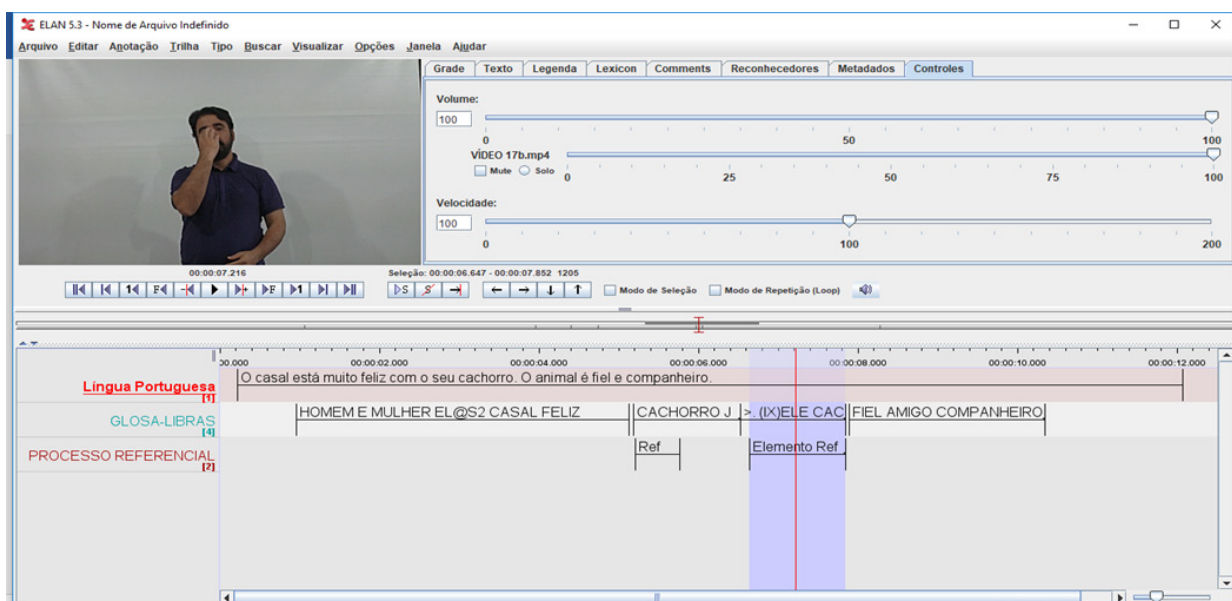 ELAN 5.3 - Nome de Arquivo Indefinido
Arquivo Editar Anotação Trilha Tipo Buscar Visualizar Opções Janela Ajudar
Grade Texto Legenda Lexicon Comments Reconhecedores Metadados Controles
Volume:
100
0 50 100
VÍDEO 17b.mp4
Mute Solo
0 25 50 75 100
Velocidade:
100
0 100 200
00:00:07.216
Seleção: 00:00:06.647 - 00:00:07.852 1205
1 F F 1 S S
Modo de Seleção Modo de Repetição (Loop)
00.000 00:00:02.000 00:00:04.000 00:00:06.000 00:00:08.000 00:00:10.000 00:00:12.000
Língua Portuguesa
[1]
O casal está muito feliz com o seu cachorro. O animal é fiel e companheiro.
GLOSA-LIBRAS
[4]
HOMEM E MULHER EL@S2 CASAL FELIZ CACHORRO J >. (IX)ELE CAC FIEL AMIGO COMPANHEIRO
PROCESSO REFERENCIAL
[2]
Ref Elemento Ref